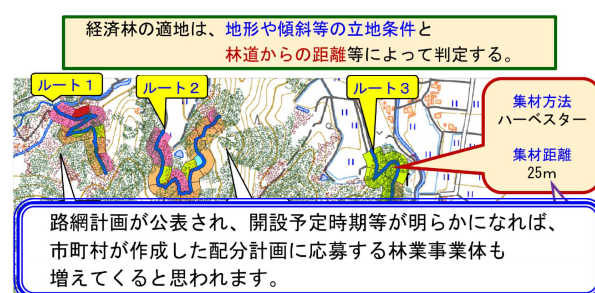 経済林の適地は、地形や傾斜等の立地条件と
林道からの距離等によって判定する。
ルート1
ルート2
ルート3
集材方法
ハーベスター
集材距離
25m
路網計画が公表され、開設予定時期等が明らかになれば、
市町村が作成した配分計画に応募する林業事業体も
増えてくると思われます。